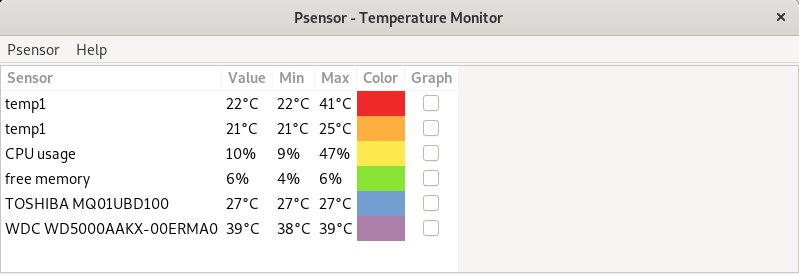 Psensor - Temperature Monitor ×
Psensor Help
Sensor Value Min Max Color Graph
temp1 22°C 22°C 41°C
temp1 21°C 21°C 25°C
CPU usage 10% 9% 47%
free memory 6% 4% 6%
TOSHIBA MQ01UBD100 27°C 27°C 27°C
WDC WD5000AAKX-00ERMA0 39°C 38°C 39°C